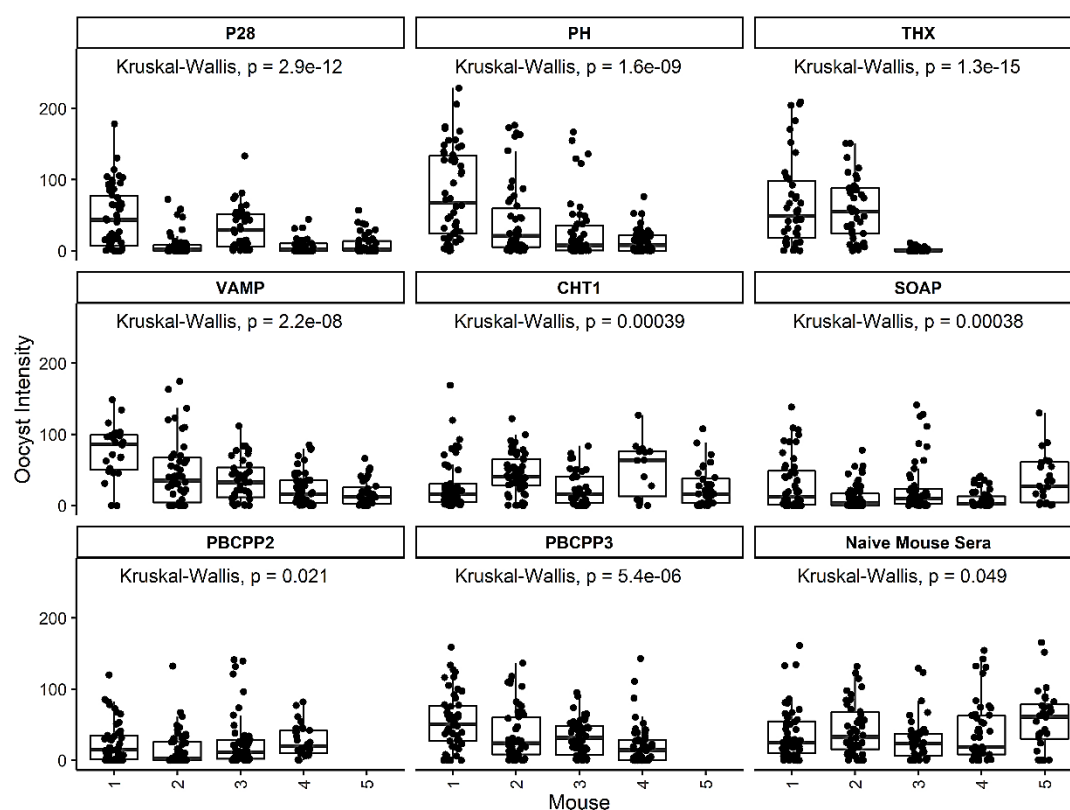 P28
PH
THX
Kruskal-Wallis, p = 2.9e-12
Kruskal-Wallis, p = 1.6e-09
Kruskal-Wallis, p = 1.3e-15
200
100
0
VAMP
CHT1
SOAP
Kruskal-Wallis, p = 2.2e-08
Kruskal-Wallis, p = 0.00039
Kruskal-Wallis, p = 0.00038
Oocyst Intensity
200
100
0
PBCPP2
PBCPP3
Naive Mouse Sera
Kruskal-Wallis, p = 0.021
Kruskal-Wallis, p = 5.4e-06
Kruskal-Wallis, p = 0.049
200
100
0
1 2 3 4 5
1 2 3 4 5
1 2 3 4 5
Mouse